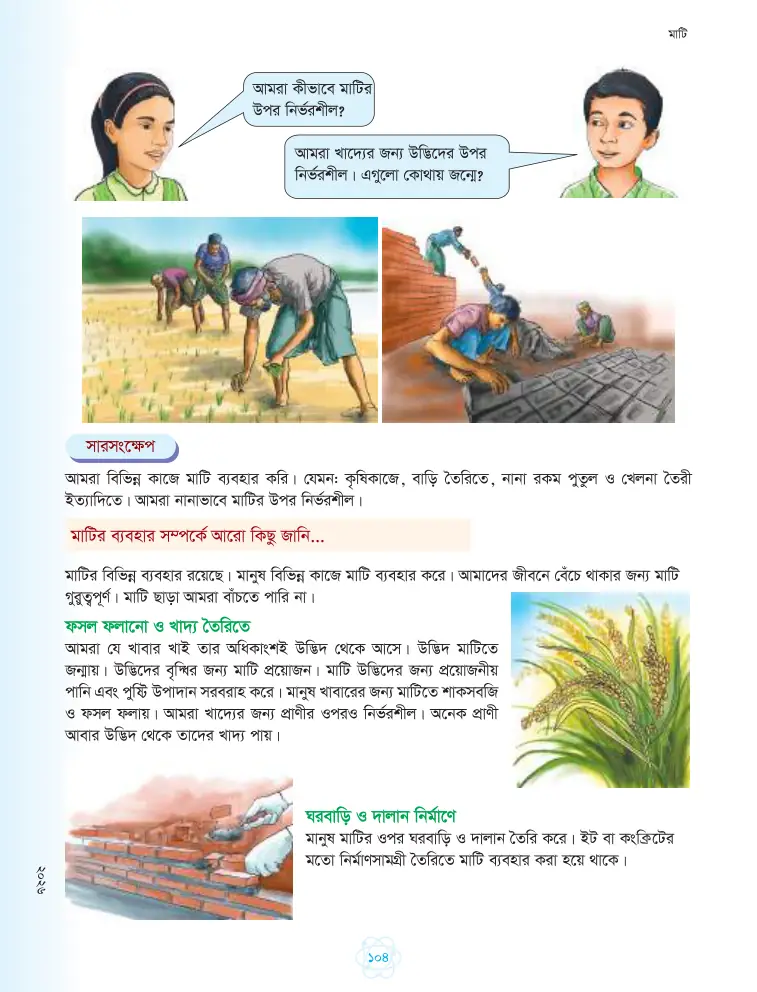 মাটি
আমরা কীভাবে মাটির
উপর নির্ভরশীল?
আমরা খাদ্যের জন্য উদ্ভিদের উপর
নির্ভরশীল। এগুলো কোথায় জন্মে?
সারসংক্ষেপ
আমরা বিভিন্ন কাজে মাটি ব্যবহার করি। যেমন: কৃষিকাজে, বাড়ি তৈরিতে, নানা রকম পুতুল ও খেলনা তৈরী
ইত্যাদিতে। আমরা নানাভাবে মাটির উপর নির্ভরশীল।
মাটির ব্যবহার সম্পর্কে আরো কিছু জানি...
মাটির বিভিন্ন ব্যবহার রয়েছে। মানুষ বিভিন্ন কাজে মাটি ব্যবহার করে। আমাদের জীবনে বেঁচে থাকার জন্য মাটি
গুরুত্বপূর্ণ। মাটি ছাড়া আমরা বাঁচতে পারি না।
ফসল ফলানো ও খাদ্য তৈরিতে
আমরা যে খাবার খাই তার অধিকাংশই উদ্ভিদ থেকে আসে। উদ্ভিদ মাটিতে
জন্মায়। উদ্ভিদের বৃদ্ধির জন্য মাটি প্রয়োজন। মাটি উদ্ভিদের জন্য প্রয়োজনীয়
পানি এবং পুষ্টি উপাদান সরবরাহ করে। মানুষ খাবারের জন্য মাটিতে শাকসবজি
ও ফসল ফলায়। আমরা খাদ্যের জন্য প্রাণীর ওপরও নির্ভরশীল। অনেক প্রাণী
আবার উদ্ভিদ থেকে তাদের খাদ্য পায়।
ঘরবাড়ি ও দালান নির্মাণে
মানুষ মাটির ওপর ঘরবাড়ি ও দালান তৈরি করে। ইট বা কংক্রিটের
মতো নির্মাণসামগ্রী তৈরিতে মাটি ব্যবহার করা হয়ে থাকে।
২০২৫
১০৪